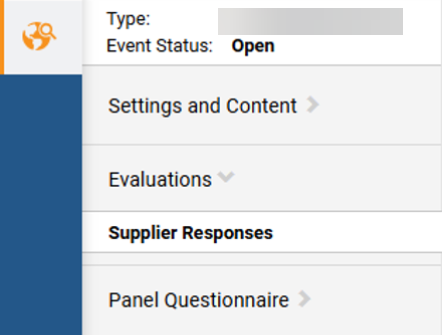 Type:
Event Status: Open
Settings and Content
Evaluations
Supplier Responses
Panel Questionnaire